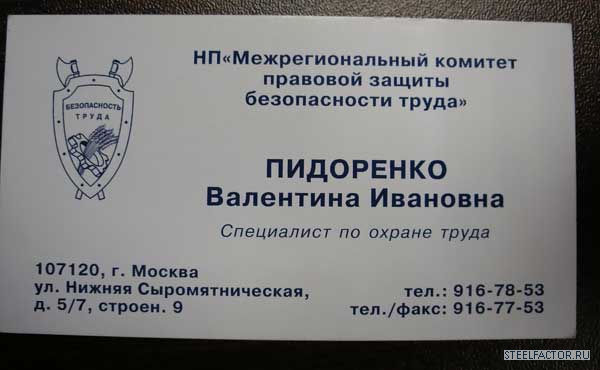 НП«Межрегиональный комитет
правовой защиты
безопасности труда»
БЕЗОПАСНОСТЬ
ТРУДА
ПИДОРЕНКО
Валентина Ивановна
Специалист по охране труда
107120, г. Москва
ул. Нижняя Сыромятническая,
д. 5/7, строен. 9
тел.: 916-78-53
тел./факс: 916-77-53
STEELFACTOR.RU